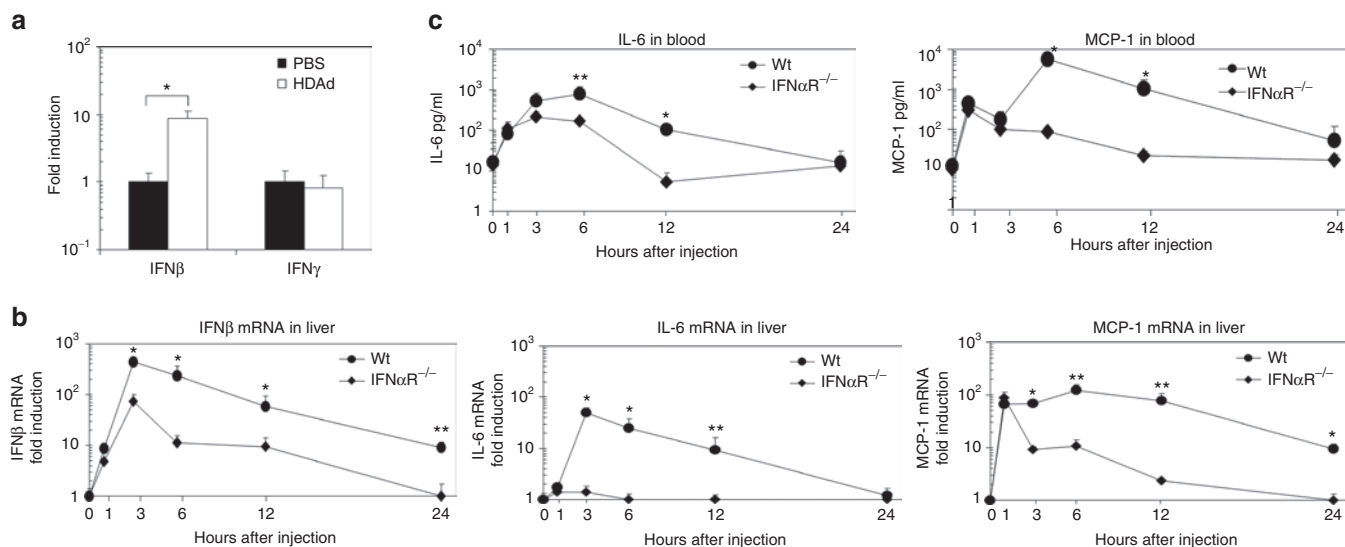 a
10²
10
1
10⁻¹
Fold induction
PBS
HDAd
*
IFNβ
IFNγ
c
IL-6 in blood
10⁴
10³
10²
10
1
IL-6 pg/ml
Wt
IFNαR⁻/⁻
**
*
0 1 3 6 12 24
Hours after injection
MCP-1 in blood
10⁴
10³
10²
10
1
MCP-1 pg/ml
Wt
IFNαR⁻/⁻
*
*
0 1 3 6 12 24
Hours after injection
b
IFNβ mRNA in liver
10³
10²
10
1
IFNβ mRNA
fold induction
Wt
IFNαR⁻/⁻
* * * **
0 1 3 6 12 24
Hours after injection
IL-6 mRNA in liver
10³
10²
10
1
IL-6 mRNA
fold induction
Wt
IFNαR⁻/⁻
* * **
0 1 3 6 12 24
Hours after injection
MCP-1 mRNA in liver
10³
10²
10
1
MCP-1 mRNA
fold induction
Wt
IFNαR⁻/⁻
* ** ** *
0 1 3 6 12 24
Hours after injection